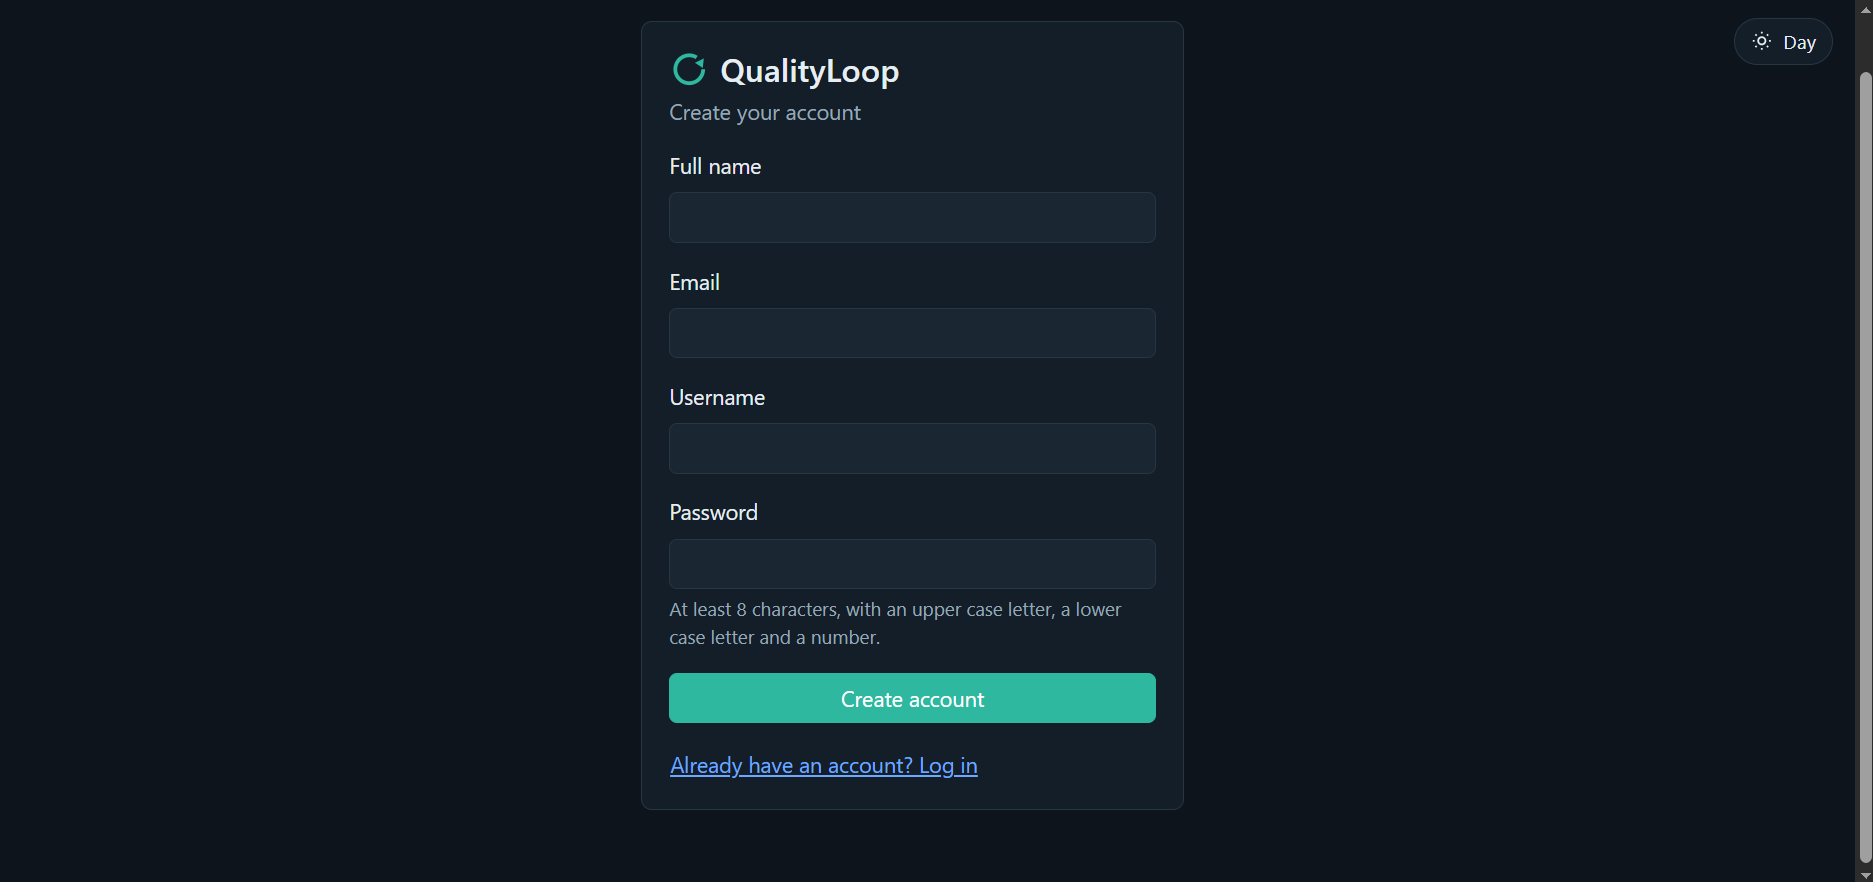 QualityLoop
Day
Create your account
Full name
Email
Username
Password
At least 8 characters, with an upper case letter, a lower
case letter and a number.
Create account
Already have an account? Log in